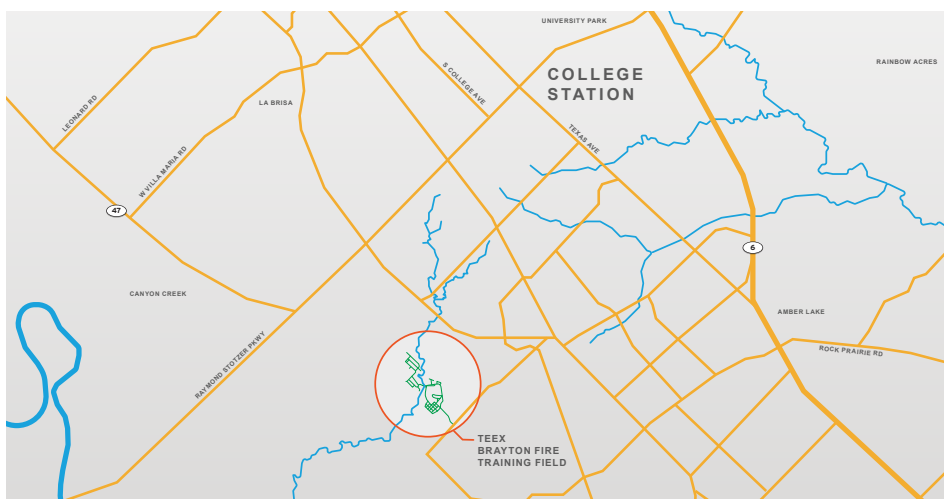 UNIVERSITY PARK
RAINBOW ACRES
COLLEGE
STATION
S COLLEGE AVE
LEONARD RD
LA BRISA
TEXAS AVE
W VILLA MARIA RD
47
6
CANYON CREEK
AMBER LAKE
ROCK PRAIRIE RD
RAYMOND STOTZER PKWY
TEEX
BRAYTON FIRE
TRAINING FIELD